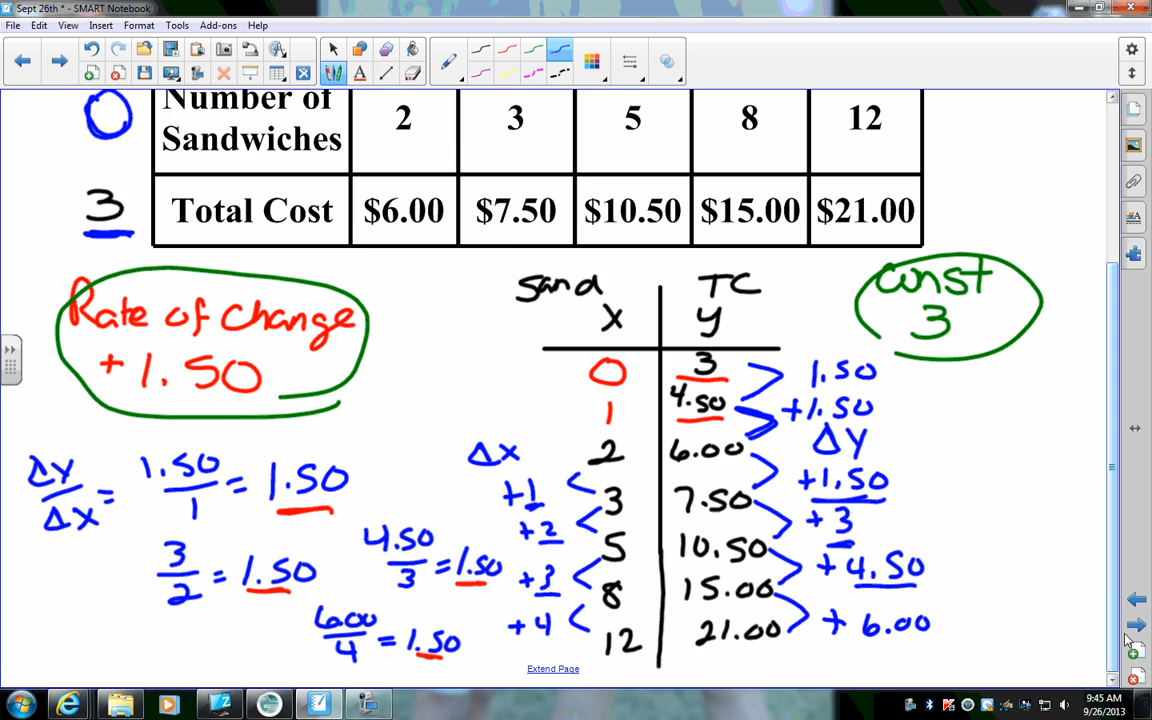 Sept 26th * - SMART Notebook
File Edit View Insert Format Tools Add-ons Help
0 Number of Sandwiches 2 3 5 8 12
3 Total Cost $6.00 $7.50 $10.50 $15.00 $21.00
Rate of Change
+1.50
Sand TC
x y
0 3
1 4.50
2 6.00
3 7.50
5 10.50
8 15.00
12 21.00
const
3
1.50
+1.50
ΔY
+1.50
+3
+4.50
+6.00
ΔX
+1
+2
+3
+4
ΔY/ΔX = 1.50/1 = 1.50
3/2 = 1.50
4.50/3 = 1.50
6.00/4 = 1.50
Extend Page
9:45 AM
9/26/2013